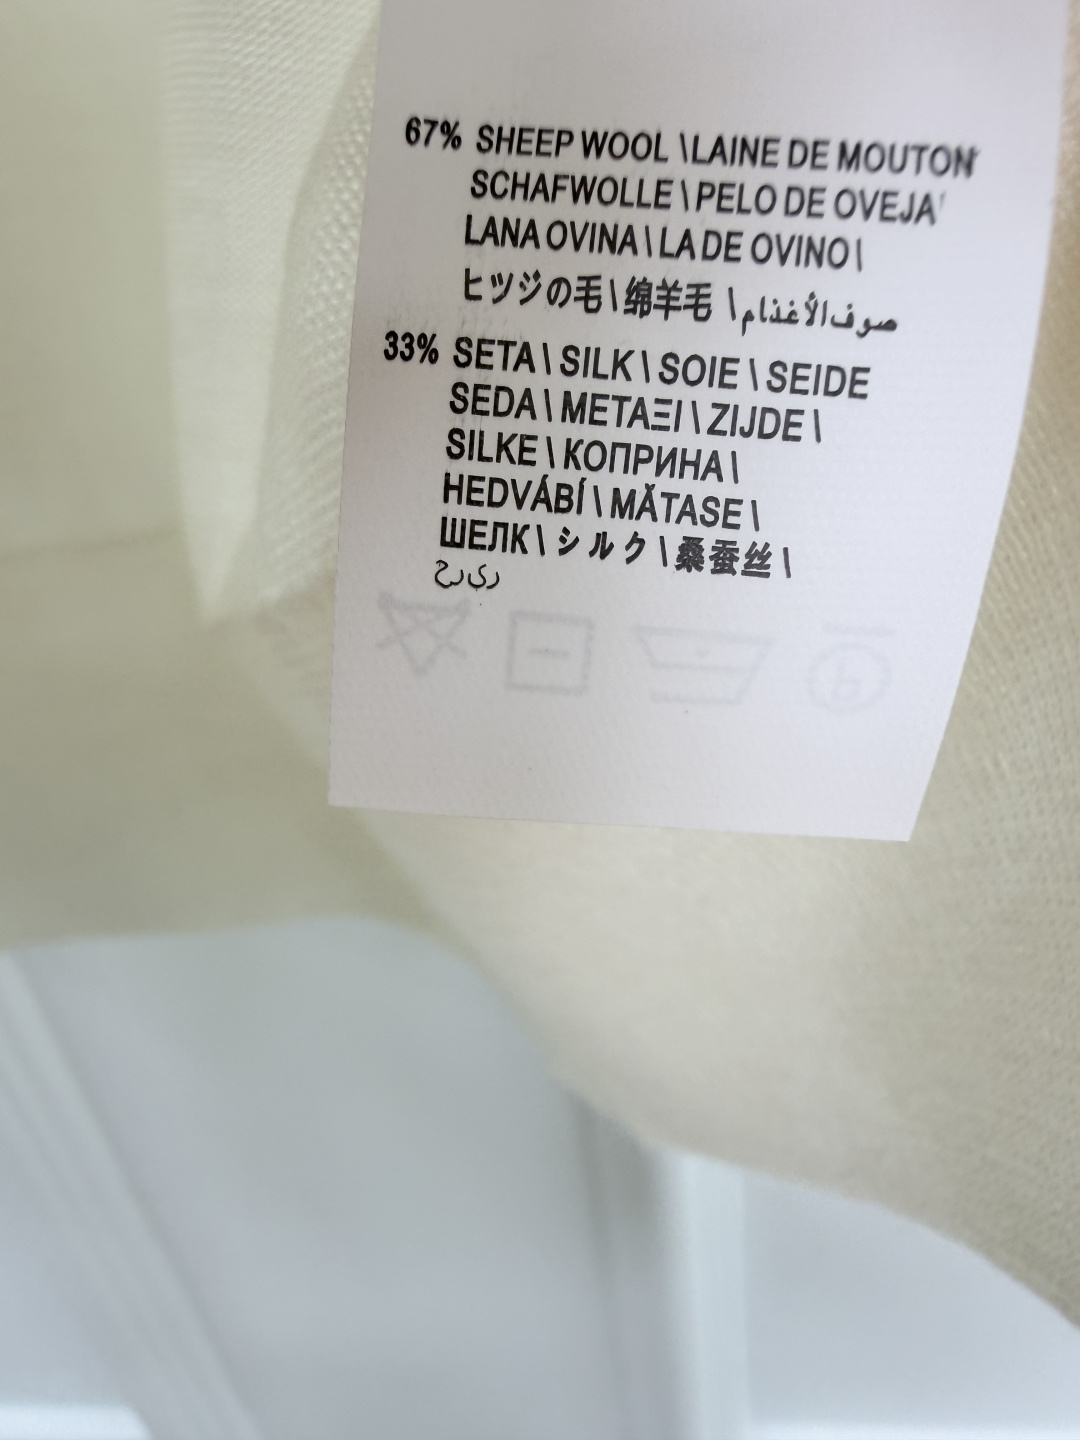 67% SHEEP WOOL \ LAINE DE MOUTON
SCHAFWOLLE \ PELO DE OVEJA
LANA OVINA \ LA DE OVINO \
ヒツジの毛 \ 绵羊毛 \ صوف الأغنام
33% SETA \ SILK \ SOIE \ SEIDE
SEDA \ ΜΕΤΑΞΙ \ ZIJDE \
SILKE \ КОПРИНА \
HEDVÁBÍ \ MĂTASE \
ШЕЛК \ シルク \ 桑蚕丝 \